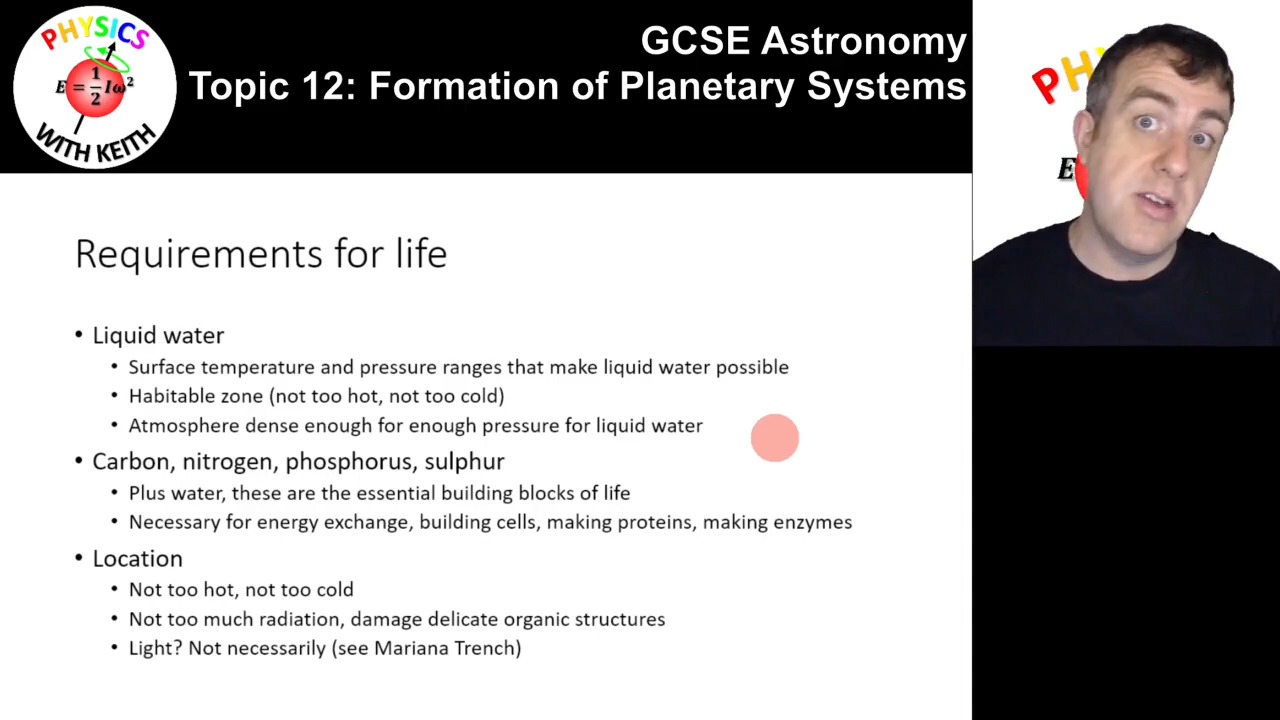 PHYSICS
E = 1/2 Iω²
WITH KEITH
GCSE Astronomy
Topic 12: Formation of Planetary Systems
PH
E
Requirements for life
• Liquid water
• Surface temperature and pressure ranges that make liquid water possible
• Habitable zone (not too hot, not too cold)
• Atmosphere dense enough for enough pressure for liquid water
• Carbon, nitrogen, phosphorus, sulphur
• Plus water, these are the essential building blocks of life
• Necessary for energy exchange, building cells, making proteins, making enzymes
• Location
• Not too hot, not too cold
• Not too much radiation, damage delicate organic structures
• Light? Not necessarily (see Mariana Trench)